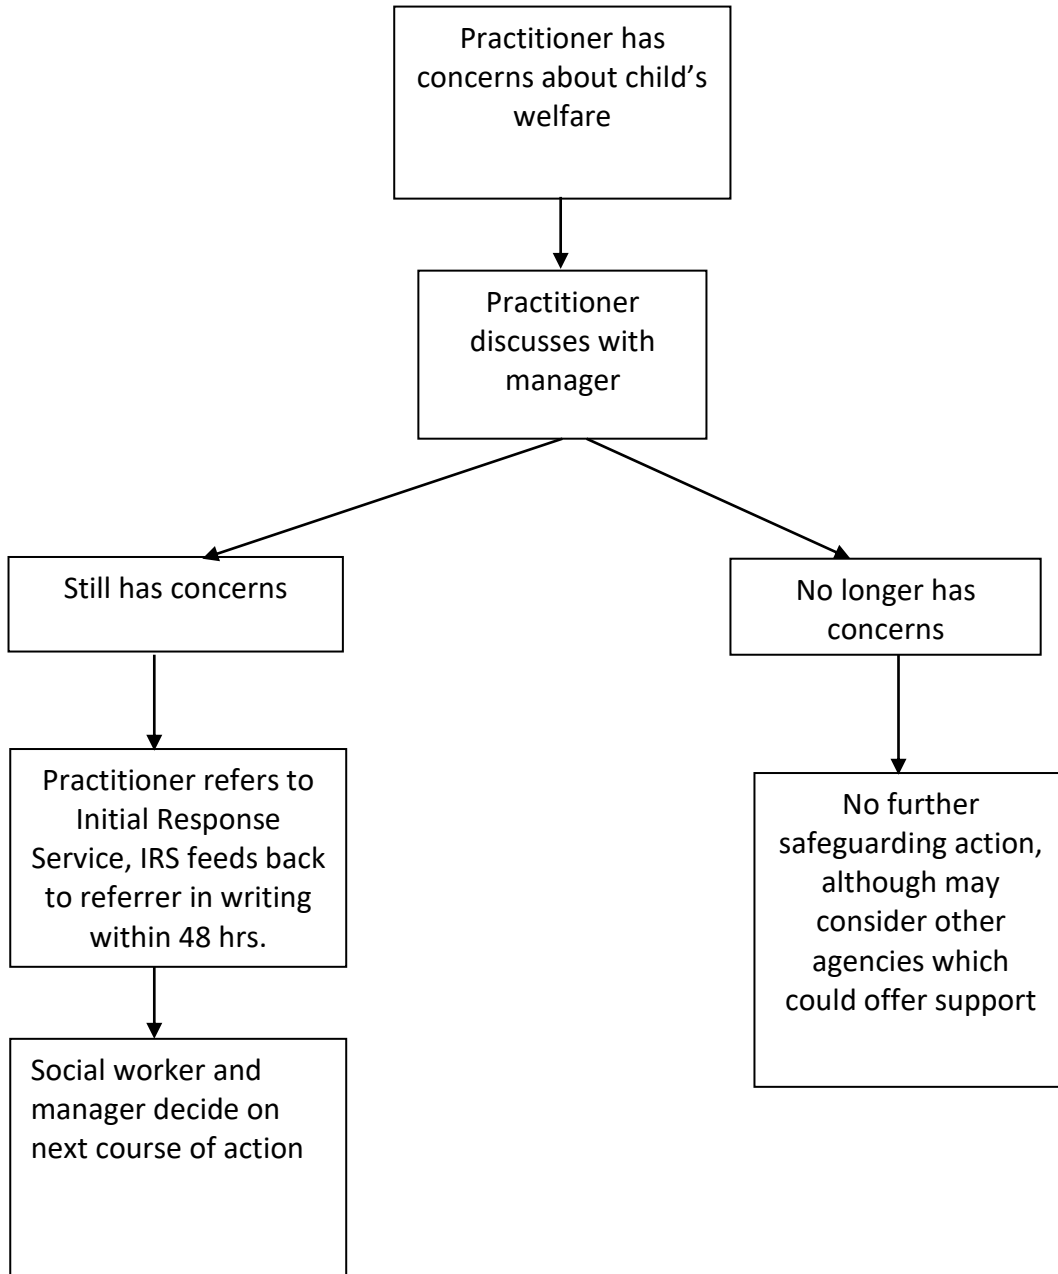 Practitioner has
concerns about child’s
welfare
Practitioner
discusses with
manager
Still has concerns
No longer has
concerns
Practitioner refers to
Initial Response
Service, IRS feeds back
to referrer in writing
within 48 hrs.
No further
safeguarding action,
although may
consider other
agencies which
could offer support
Social worker and
manager decide on
next course of action